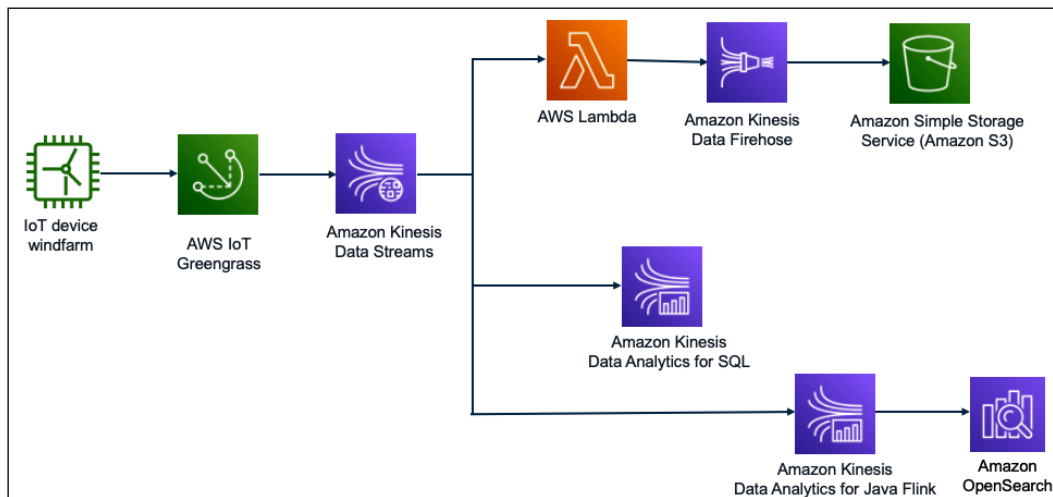 IoT device
windfarm
AWS IoT
Greengrass
Amazon Kinesis
Data Streams
AWS Lambda
Amazon Kinesis
Data Firehose
Amazon Simple Storage
Service (Amazon S3)
Amazon Kinesis
Data Analytics for SQL
Amazon Kinesis
Data Analytics for Java Flink
Amazon
OpenSearch